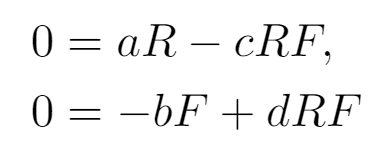 0 = aR − cRF,
0 = −bF + dRF